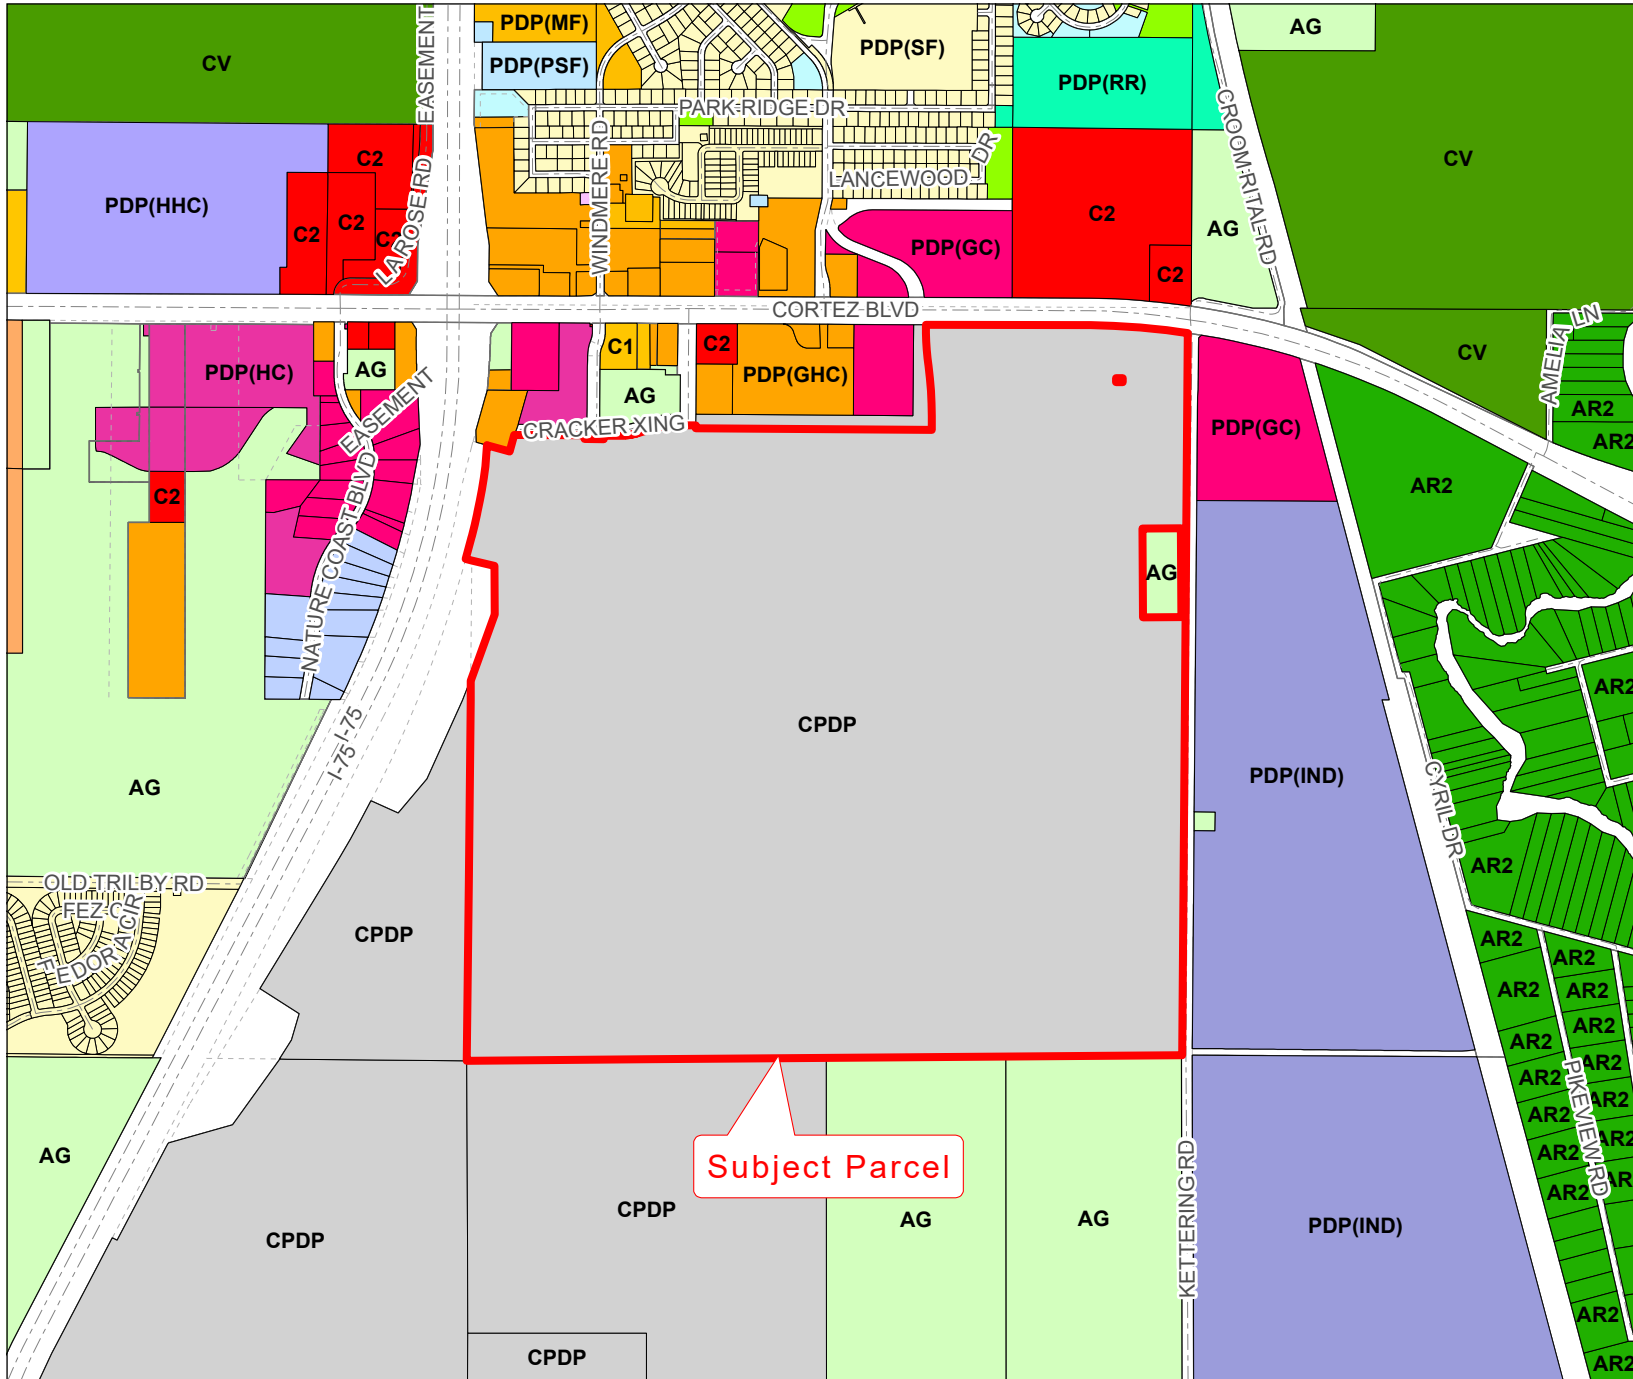 PDP(MF)
AG
CV
PDP(PSF)
PDP(SF)
PDP(RR)
EASEMENT
PARK RIDGE DR
CROOM RITAL RD
C2
CV
PDP(HHC)
LAROSE RD
WINDMERE RD
LANCEWOOD DR
C2
C2
C2
C2
AG
PDP(GC)
C2
CORTEZ BLVD
AMELIA LN
C1
C2
CV
PDP(HC)
AG
PDP(GHC)
EASEMENT
AG
AR2
CRACKER XING
PDP(GC)
AR2
NATURE COAST BLVD
C2
AR2
AG
AR2
I-75
I-75
CPDP
PDP(IND)
AG
CYRIL DR
AR2
OLD TRILBY RD
FEZ C
FEDORA CIR
CPDP
AR2
AR2
AR2
AR2
AR2
AR2
AR2
AR2
PIKEVIEW RD
AR2
AR2
AR2
AR2
AG
Subject Parcel
KETTERING RD
AR2
AR
CPDP
AG
AG
PDP(IND)
CPDP
AR2
CPDP
AR2